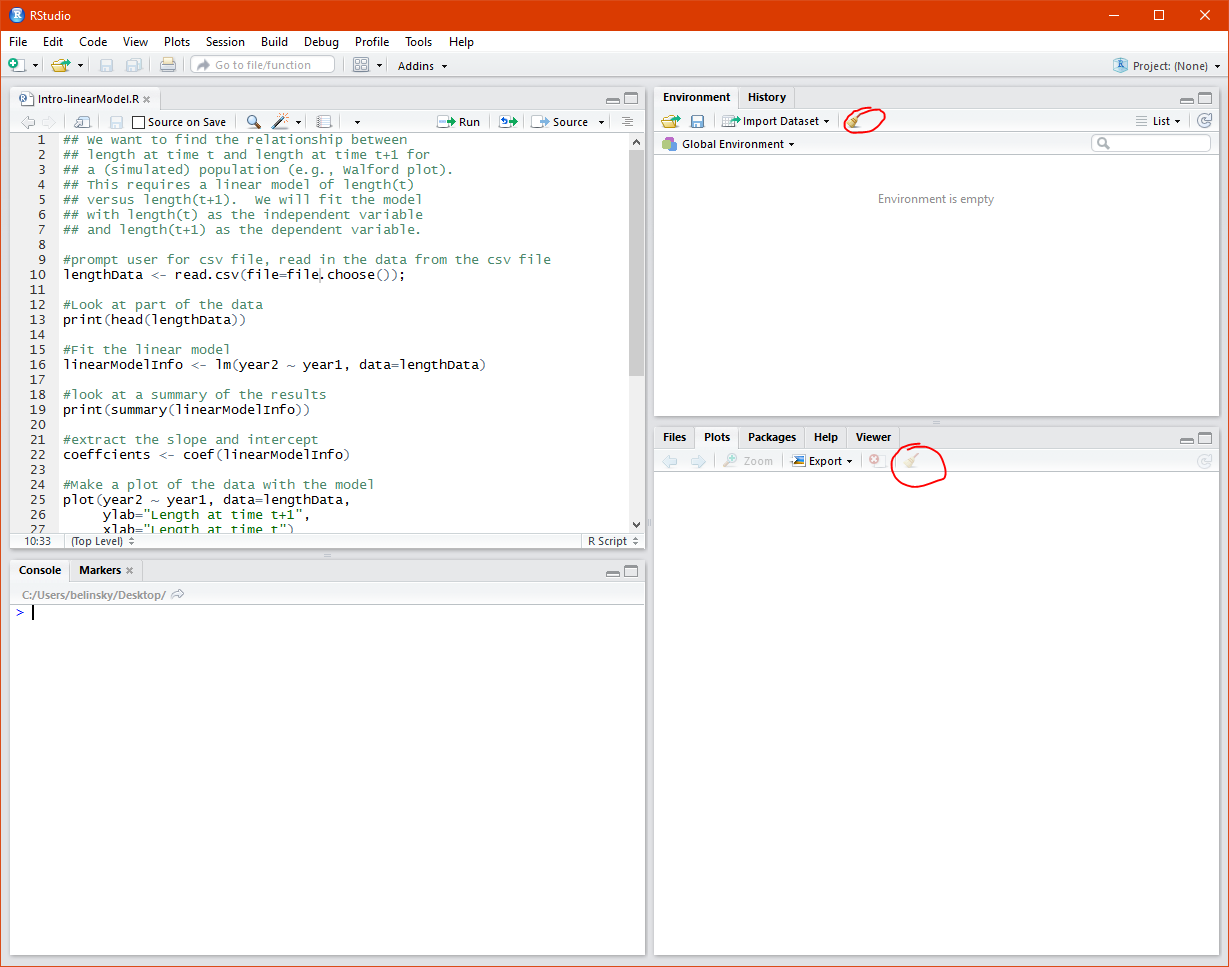 RStudio
File Edit Code View Plots Session Build Debug Profile Tools Help
Go to file/function Addins Project: (None)
Intro-linearModel.R
Source on Save Run Source
1 ## We want to find the relationship between
2 ## length at time t and length at time t+1 for
3 ## a (simulated) population (e.g., Walford plot).
4 ## This requires a linear model of length(t)
5 ## versus length(t+1).  We will fit the model
6 ## with length(t) as the independent variable
7 ## and length(t+1) as the dependent variable.
8
9 #prompt user for csv file, read in the data from the csv file
10 lengthData <- read.csv(file=file.choose());
11
12 #Look at part of the data
13 print(head(lengthData))
14
15 #Fit the linear model
16 linearModelInfo <- lm(year2 ~ year1, data=lengthData)
17
18 #look at a summary of the results
19 print(summary(linearModelInfo))
20
21 #extract the slope and intercept
22 coeffcients <- coef(linearModelInfo)
23
24 #Make a plot of the data with the model
25 plot(year2 ~ year1, data=lengthData,
26      ylab="Length at time t+1",
27      xlab="Length at time t")
10:33 (Top Level) R Script
Console Markers
C:/Users/belinsky/Desktop/
>
Environment History
Import Dataset List
Global Environment
Environment is empty
Files Plots Packages Help Viewer
Zoom Export